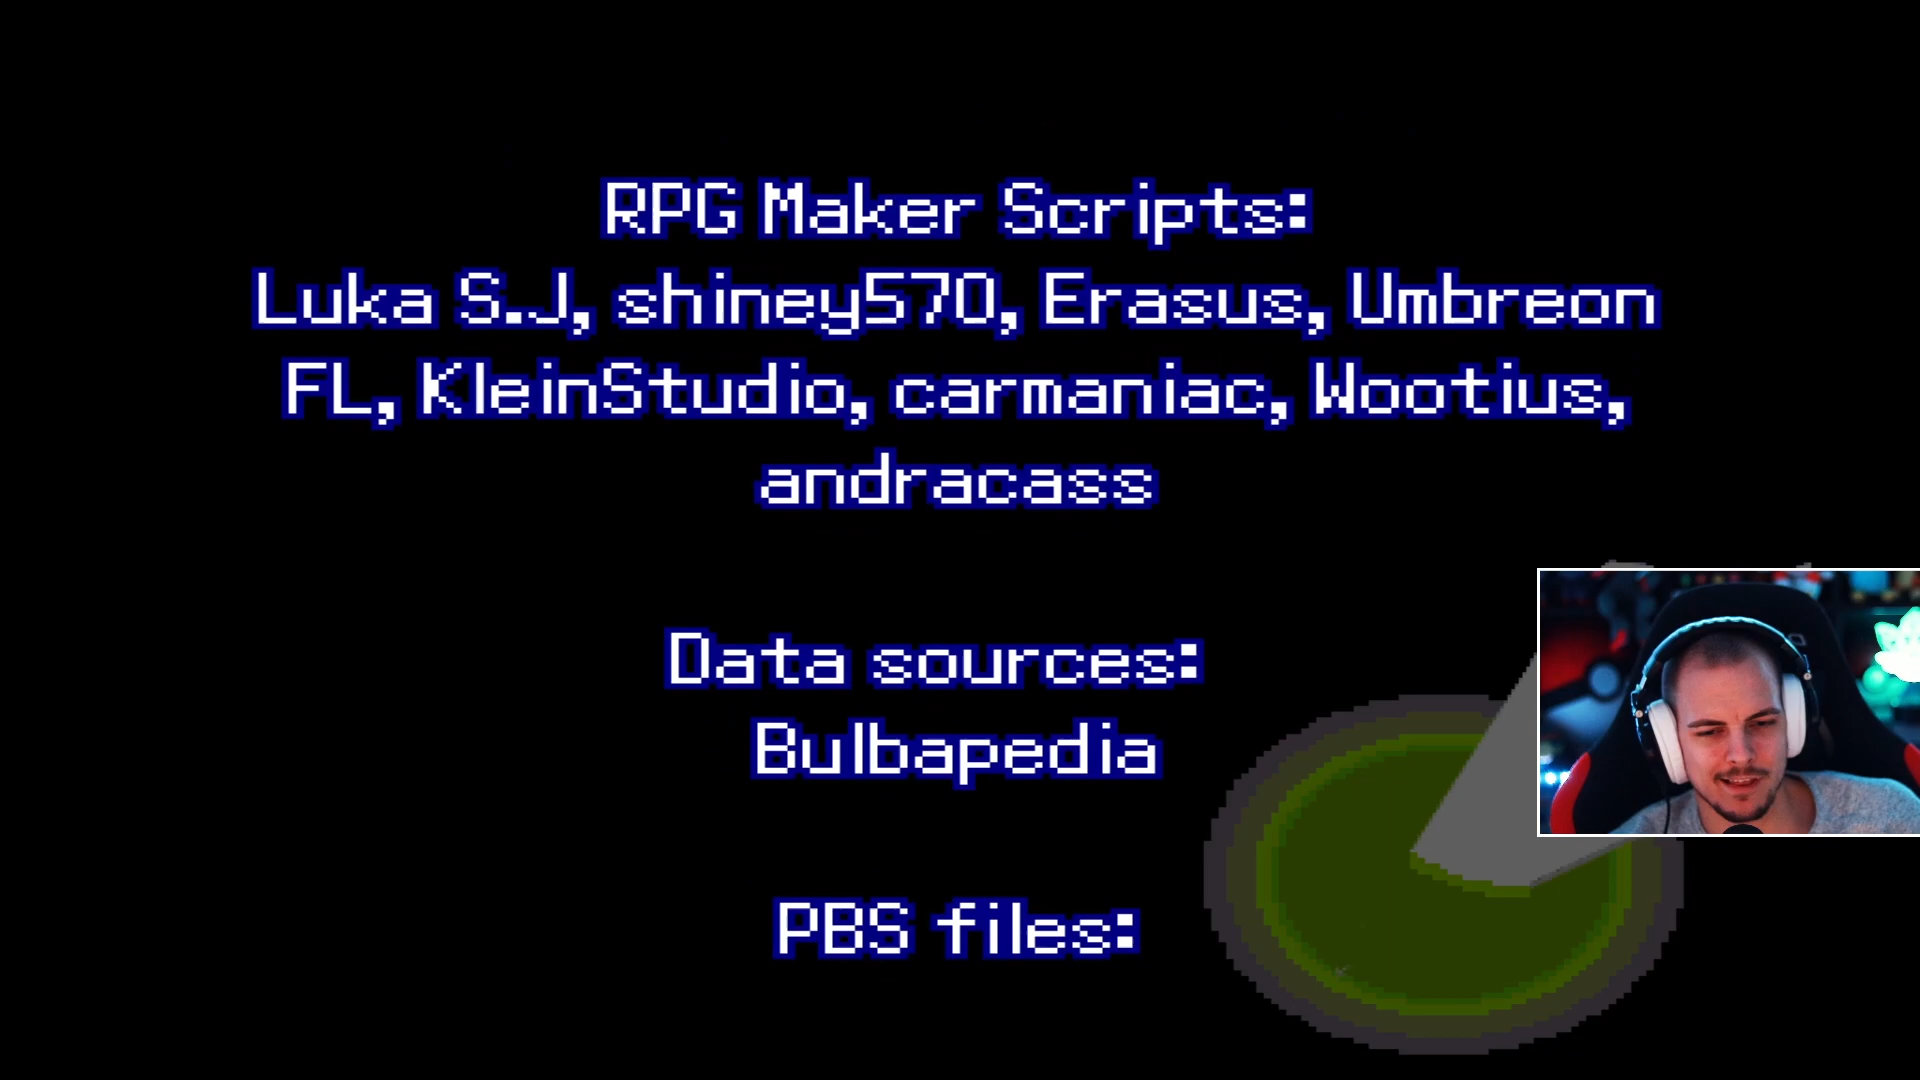 RPG Maker Scripts:
Luka S.J, shiney570, Erasus, Umbreon
FL, KleinStudio, carmaniac, Wootius,
andracass
Data sources:
Bulbapedia
PBS files: